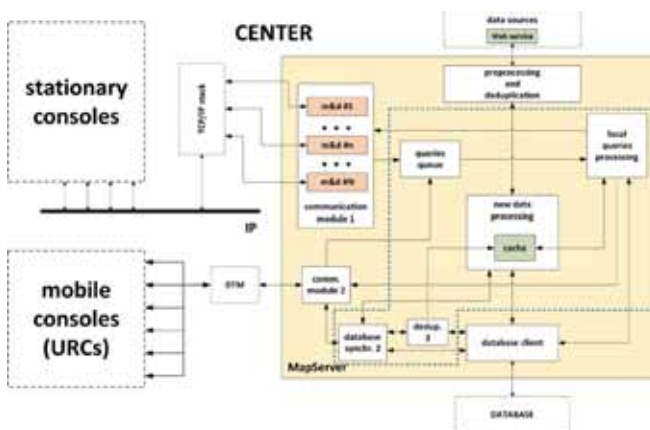 data sources
Web service
CENTER
stationary
consoles
TCP/IP stack
preprocessing
and
deduplication
m&d #1
m&d #n
m&d #N
communication
module 1
queries
queue
local
queries
processing
IP
new data
processing
cache
mobile
consoles
(URCs)
DTM
comm.
module 2
database
synchr. 2
dedup.
2
database client
MapServer
DATABASE